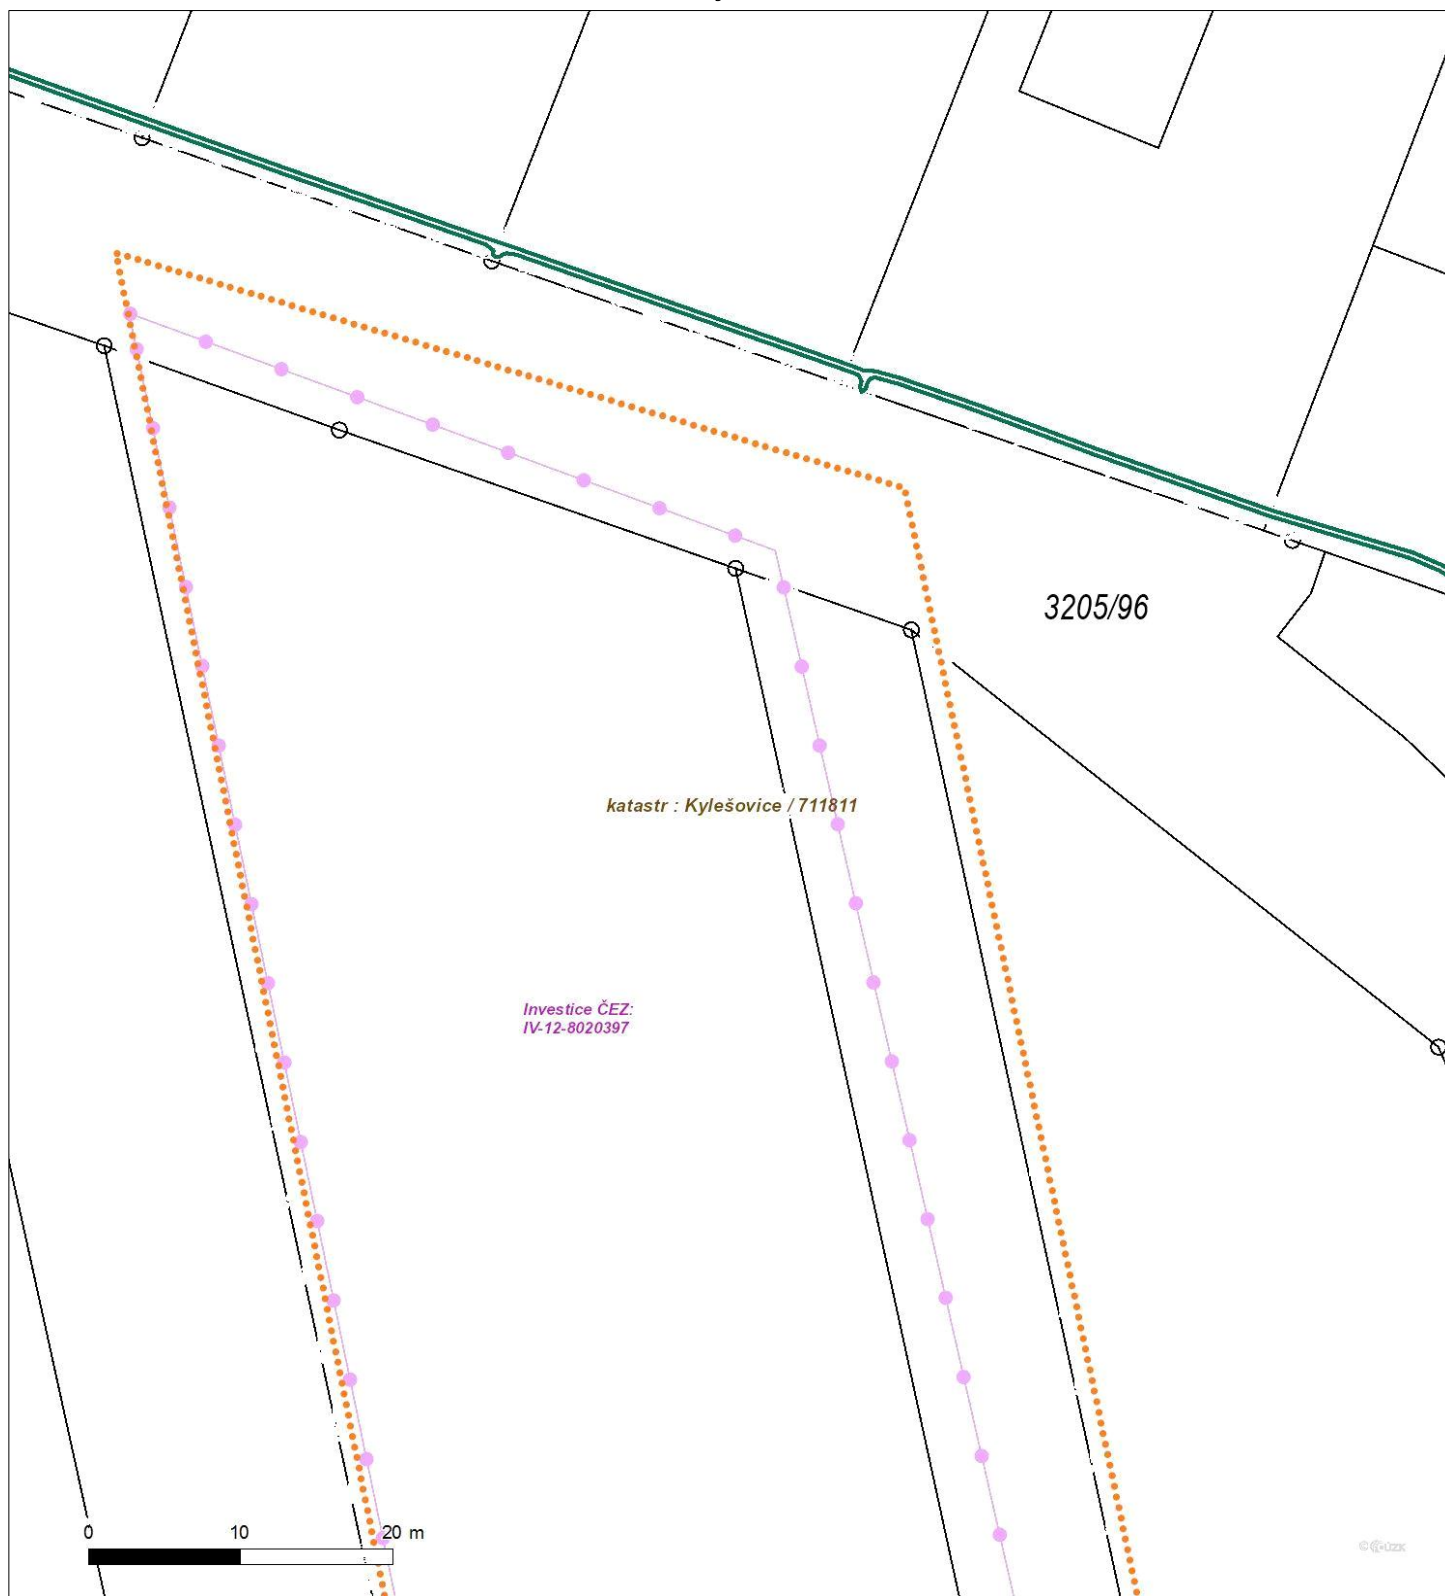 3205/96
katastr : Kylešovice / 711811
Investice ČEZ:
IV-12-8020397
0 10 20 m